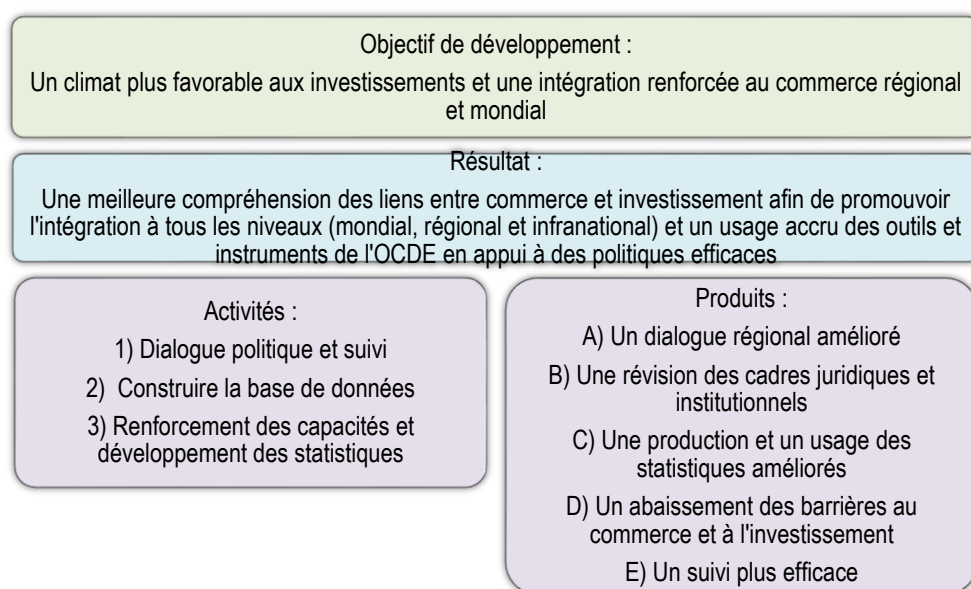 Objectif de développement :
Un climat plus favorable aux investissements et une intégration renforcée au commerce régional
et mondial
Résultat :
Une meilleure compréhension des liens entre commerce et investissement afin de promouvoir
l'intégration à tous les niveaux (mondial, régional et infranational) et un usage accru des outils et
instruments de l'OCDE en appui à des politiques efficaces
Activités :
1) Dialogue politique et suivi
2) Construire la base de données
3) Renforcement des capacités et
développement des statistiques
Produits :
A) Un dialogue régional amélioré
B) Une révision des cadres juridiques et
institutionnels
C) Une production et un usage des
statistiques améliorés
D) Un abaissement des barrières au
commerce et à l'investissement
E) Un suivi plus efficace